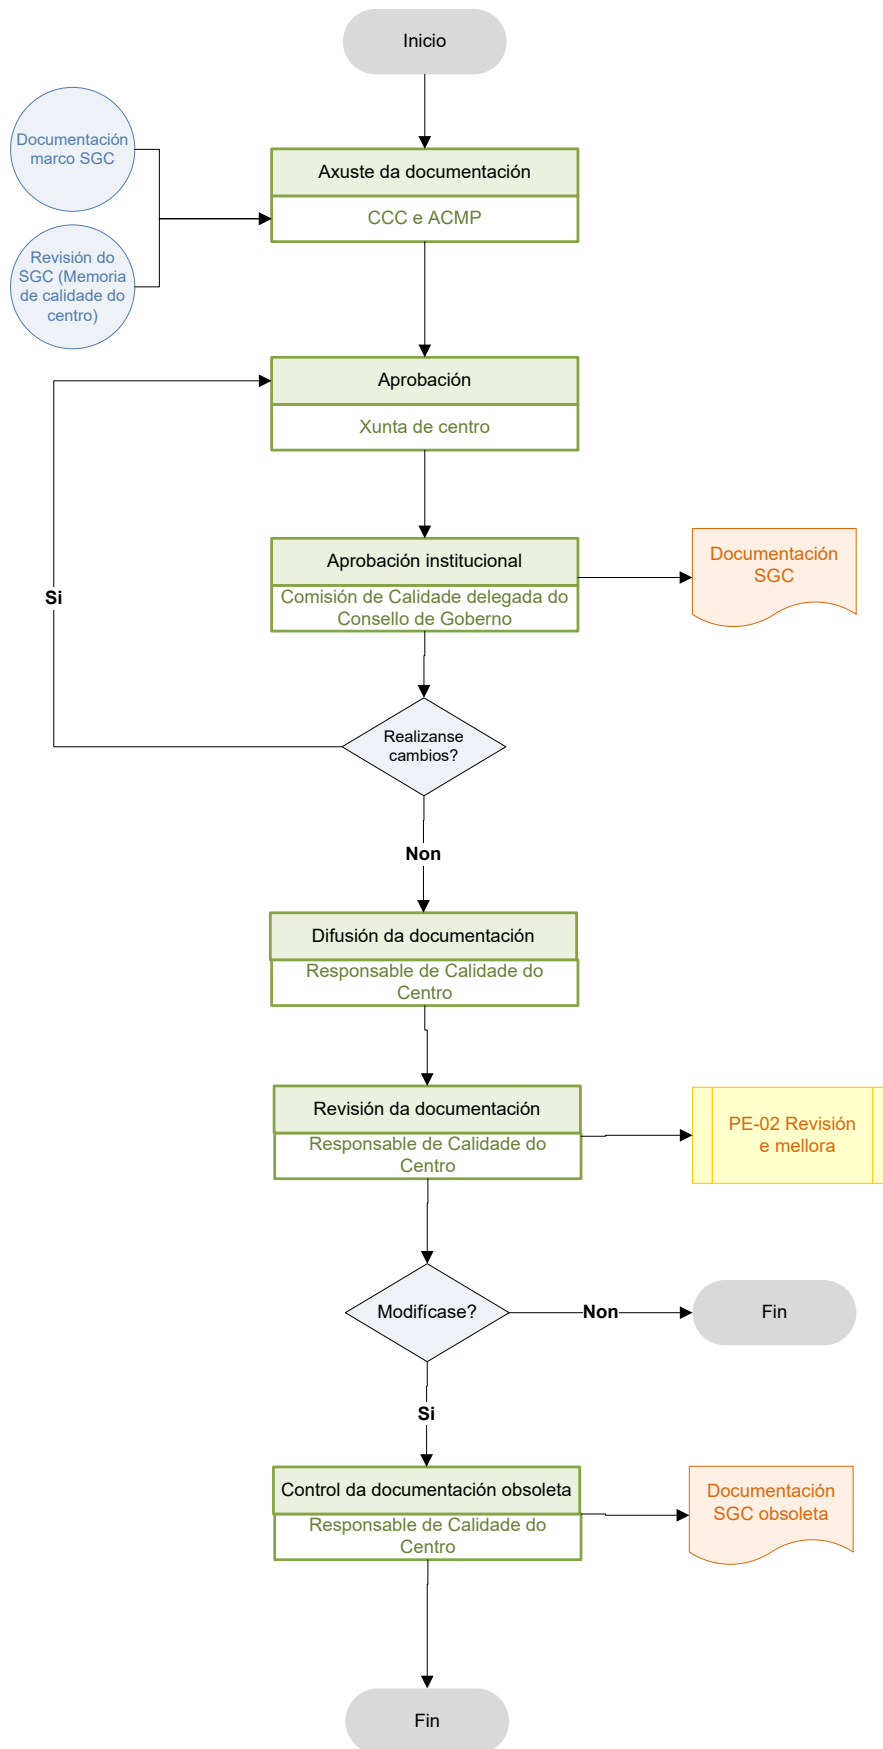 Inicio
Documentación
marco SGC
Axuste da documentación
CCC e ACMP
Revisión do
SGC (Memoria
de calidade do
centro)
Aprobación
Xunta de centro
Aprobación institucional
Comisión de Calidade delegada do
Consello de Goberno
Documentación
SGC
Si
Realizanse
cambios?
Non
Difusión da documentación
Responsable de Calidade do
Centro
Revisión da documentación
Responsable de Calidade do
Centro
PE-02 Revisión
e mellora
Modifícase?
Non
Fin
Si
Control da documentación obsoleta
Responsable de Calidade do
Centro
Documentación
SGC obsoleta
Fin